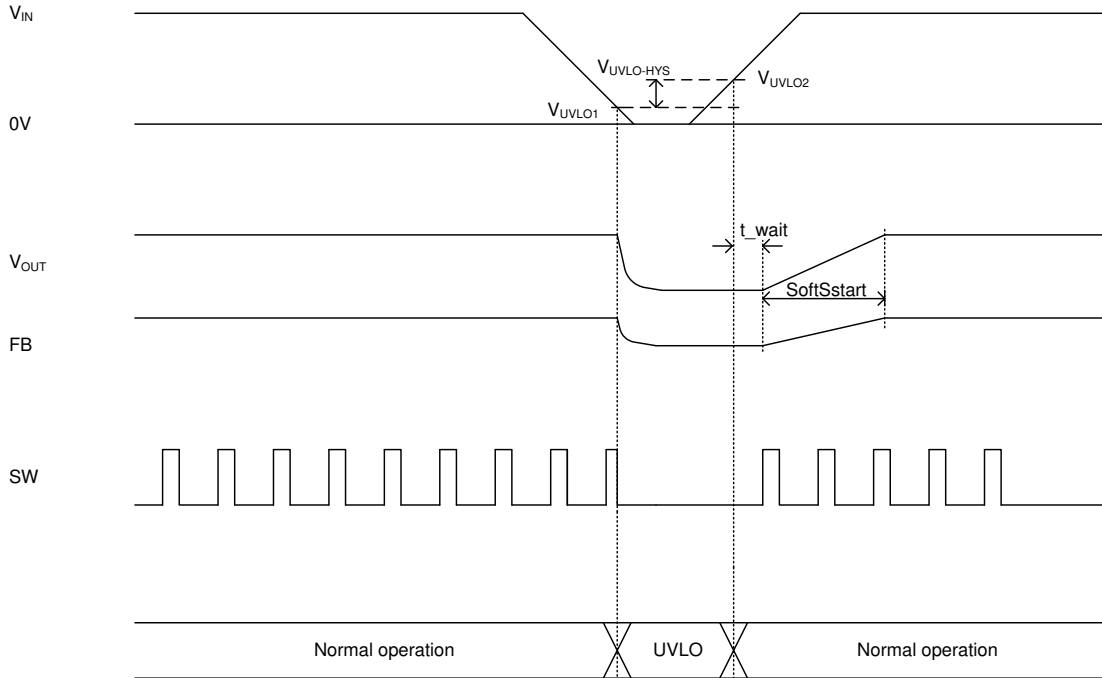 VIN
VUVLO-HYS
VUVLO2
VUVLO1
0V
t_wait
VOUT
SoftSstart
FB
SW
Normal operation
UVLO
Normal operation